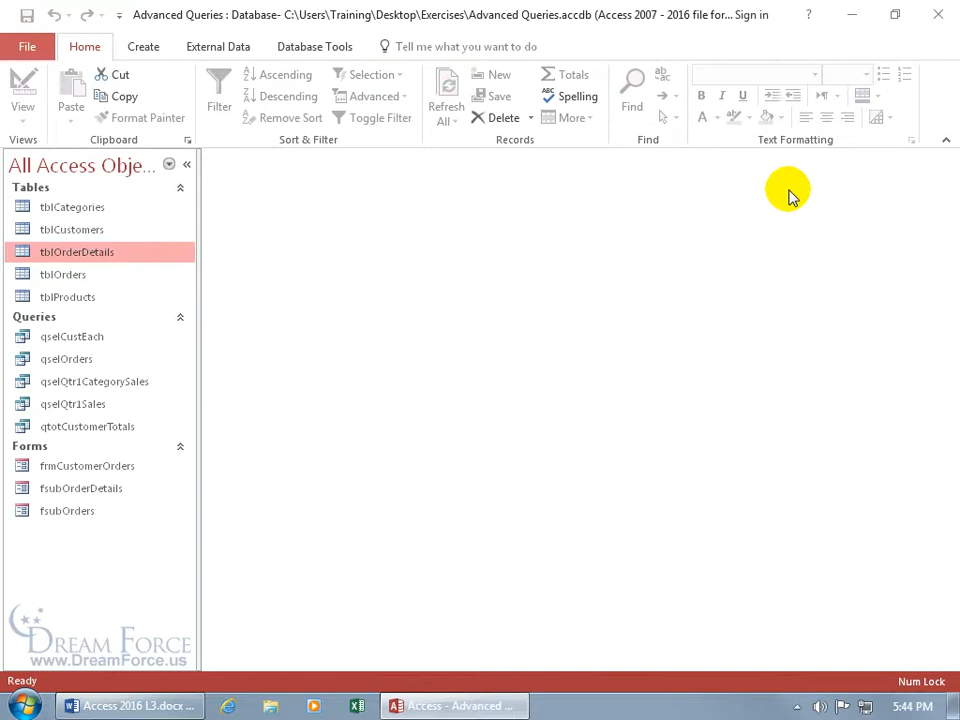 Advanced Queries : Database- C:\Users\Training\Desktop\Exercises\Advanced Queries.accdb (Access 2007 - 2016 file for... Sign in ?
File Home Create External Data Database Tools Tell me what you want to do
View
Views
Paste
Cut
Copy
Format Painter
Clipboard
Filter
Ascending
Descending
Remove Sort
Selection
Advanced
Toggle Filter
Sort & Filter
Refresh
All
New
Save
Delete
Totals
Spelling
More
Records
Find
Find
B I U
A
Text Formatting
All Access Obje...
Tables
tblCategories
tblCustomers
tblOrderDetails
tblOrders
tblProducts
Queries
qselCustEach
qselOrders
qselQtr1CategorySales
qselQtr1Sales
qtotCustomerTotals
Forms
frmCustomerOrders
fsubOrderDetails
fsubOrders
DREAM FORCE
www.DreamForce.us
Ready
Num Lock
Access 2016 L3.docx ...
Access - Advanced ...
5:44 PM